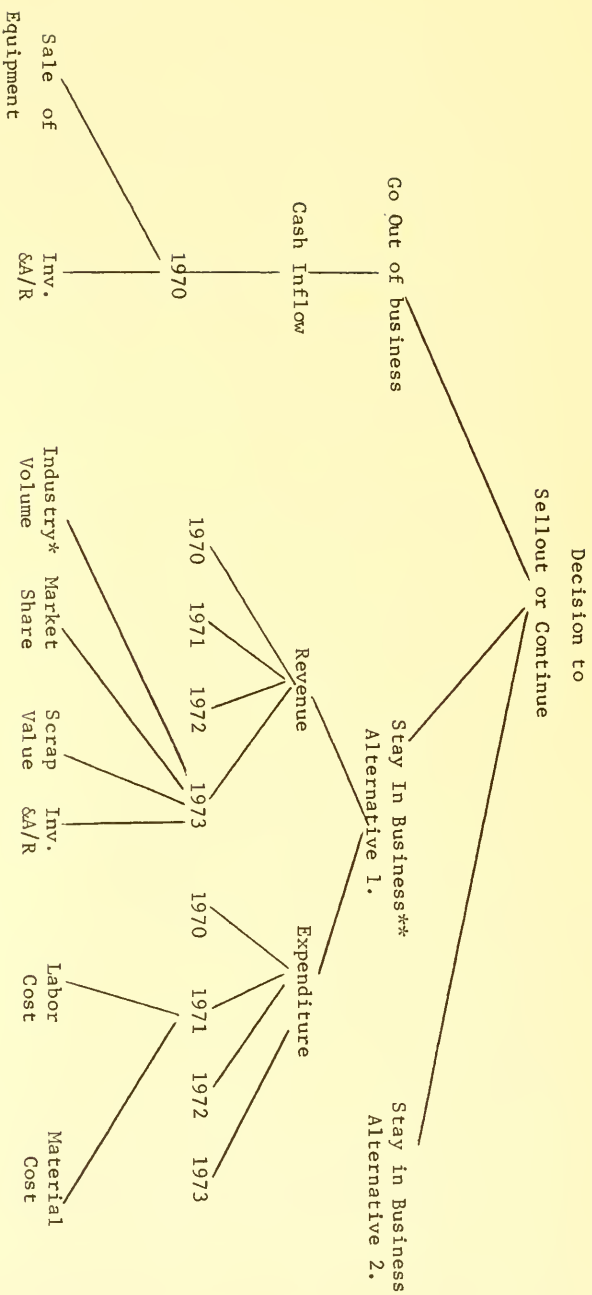 Decision to
Sellout or Continue
Go Out of business
Stay In Business**
Alternative 1.
Stay in Business
Alternative 2.
Cash Inflow
Revenue
Expenditure
1970
1970
1971
1972
1973
1970
1971
1972
1973
Sale of
Equipment
Inv.
&A/R
Industry*
Volume
Market
Share
Scrap
Value
Inv.
&A/R
Labor
Cost
Material
Cost